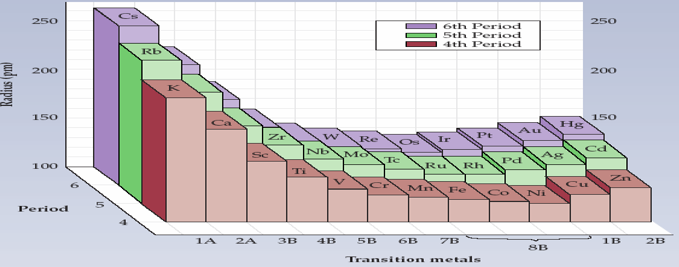 250
200
150
100
Radius (pm)
6th Period
5th Period
4th Period
250
200
150
Cs
W Re Os Ir Pt Au Hg
Rb
Zr Nb Mo Tc Ru Rh Pd Ag Cd
K Ca Sc Ti V Cr Mn Fe Co Ni Cu Zn
6
5
4
Period
1A 2A 3B 4B 5B 6B 7B 8B 1B 2B
Transition metals